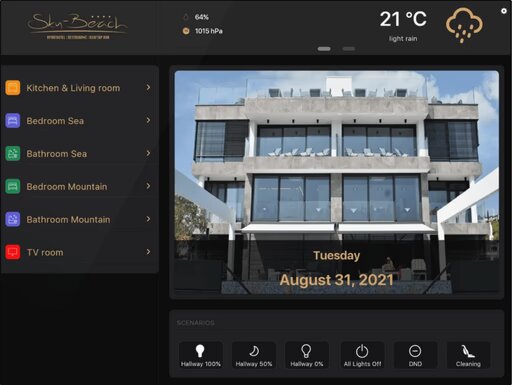 Sky-Beach
64%
1015 hPa
21 °C
light rain
Kitchen & Living room
Bedroom Sea
Bathroom Sea
Bedroom Mountain
Bathroom Mountain
TV room
Tuesday
August 31, 2021
SCENARIOS
Hallway 100%
Hallway 50%
Hallway 0%
All Lights Off
DND
Cleaning